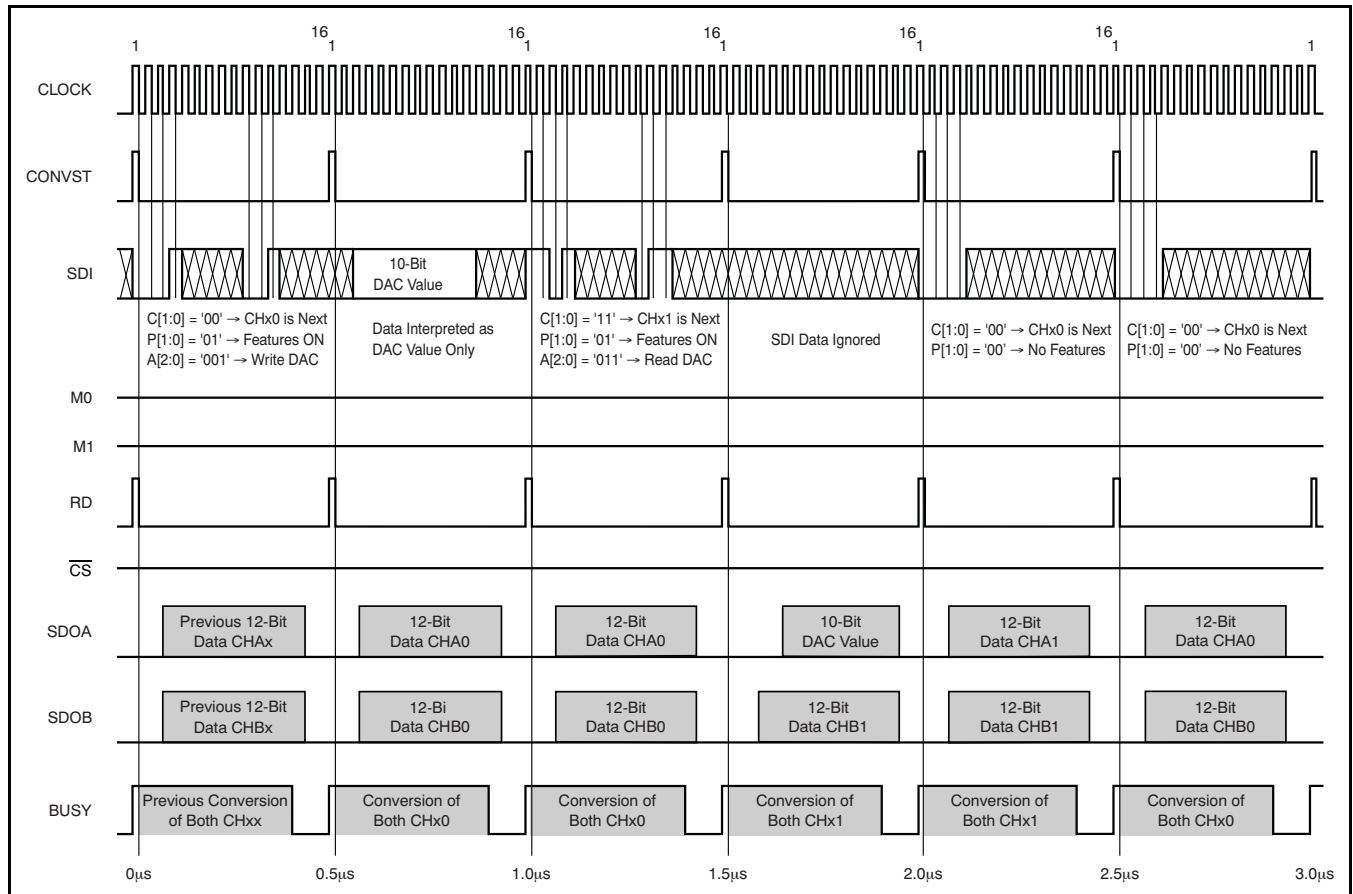 1 16 1 16 1 16 1 16 1 16 1 1
CLOCK
CONVST
SDI
10-Bit
DAC Value
C[1:0] = '00' → CHx0 is Next
P[1:0] = '01' → Features ON
A[2:0] = '001' → Write DAC
Data Interpreted as
DAC Value Only
C[1:0] = '11' → CHx1 is Next
P[1:0] = '01' → Features ON
A[2:0] = '011' → Read DAC
SDI Data Ignored
C[1:0] = '00' → CHx0 is Next
P[1:0] = '00’ → No Features
C[1:0] = '00' → CHx0 is Next
P[1:0] = '00’ → No Features
M0
M1
RD
CS
SDOA
Previous 12-Bit
Data CHAx
12-Bit
Data CHA0
12-Bit
Data CHA0
10-Bit
DAC Value
12-Bit
Data CHA1
12-Bit
Data CHA0
SDOB
Previous 12-Bit
Data CHBx
12-Bi
Data CHB0
12-Bit
Data CHB0
12-Bit
Data CHB1
12-Bit
Data CHB1
12-Bit
Data CHB0
BUSY
Previous Conversion
of Both CHxx
Conversion of
Both CHx0
Conversion of
Both CHx0
Conversion of
Both CHx1
Conversion of
Both CHx1
Conversion of
Both CHx0
0µs 0.5µs 1.0µs 1.5µs 2.0µs 2.5µs 3.0µs